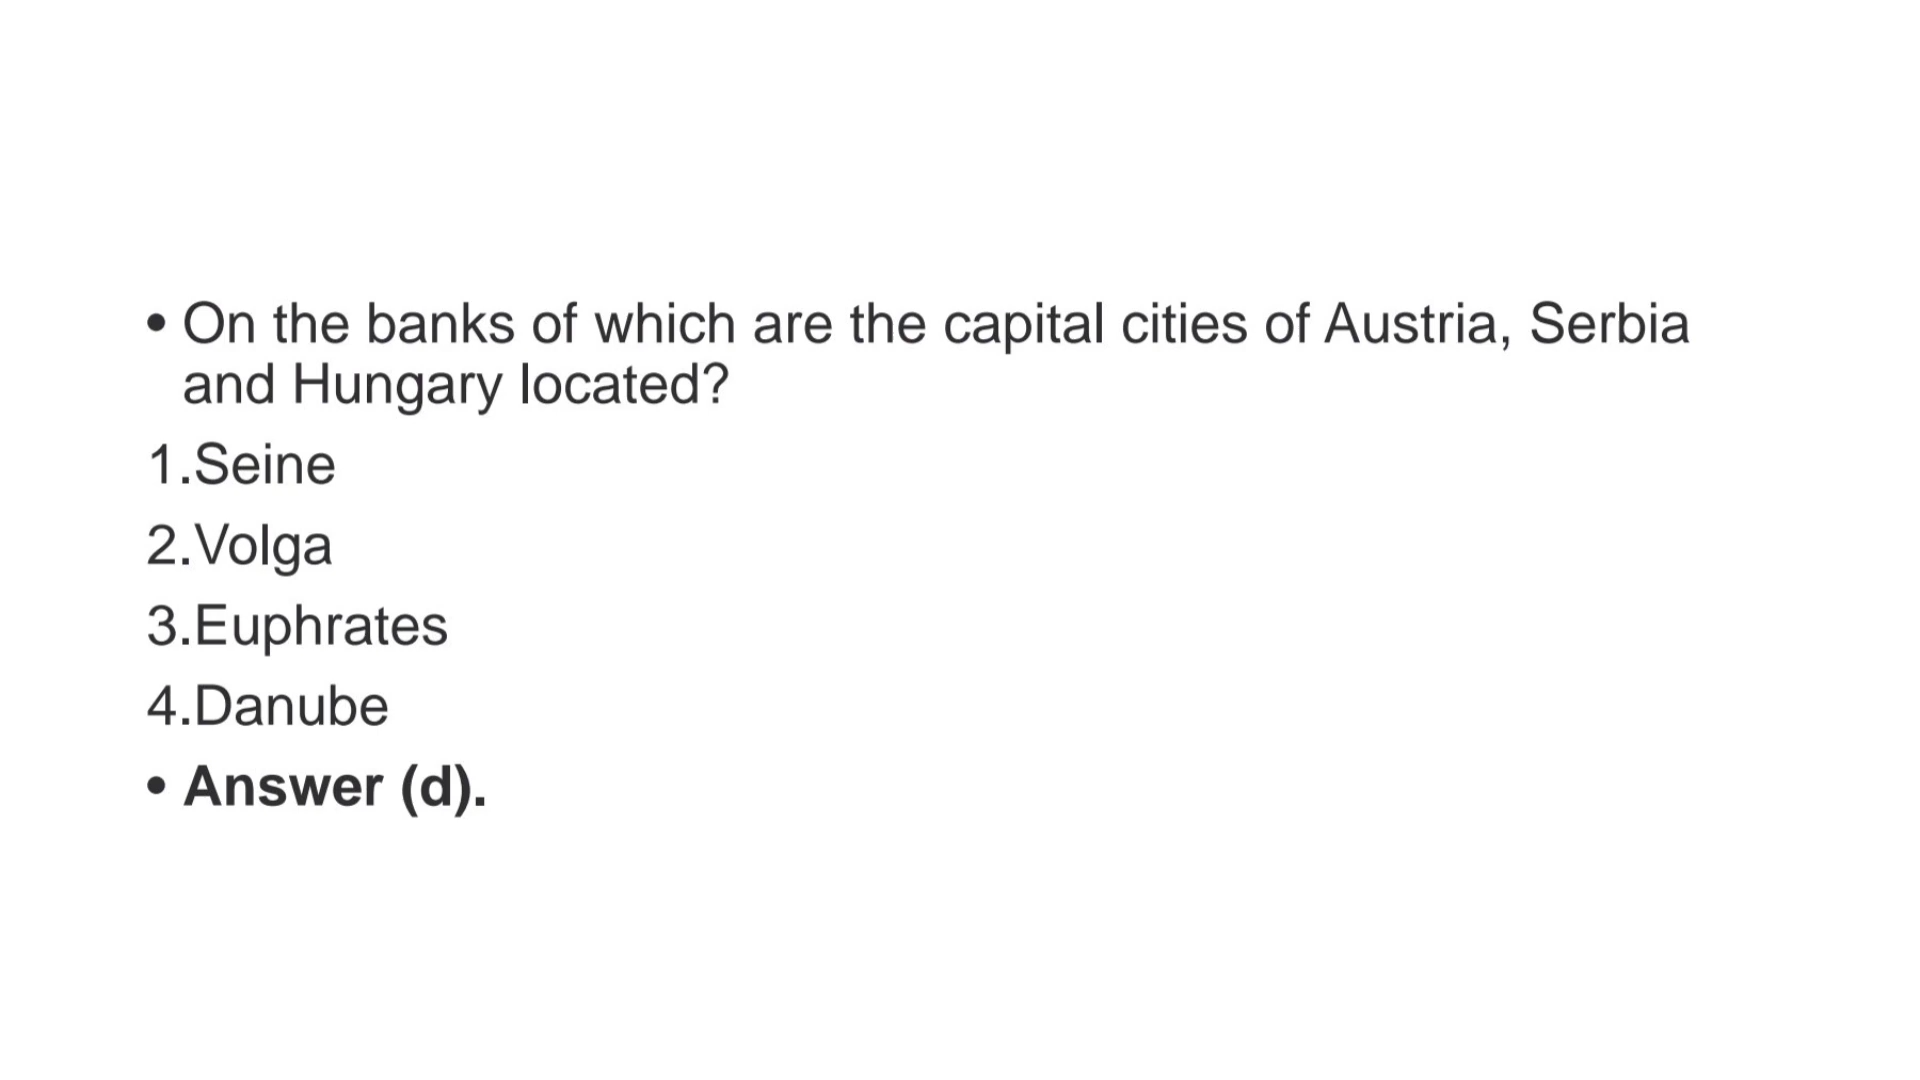 • On the banks of which are the capital cities of Austria, Serbia
and Hungary located?
1.Seine
2.Volga
3.Euphrates
4.Danube
• Answer (d).